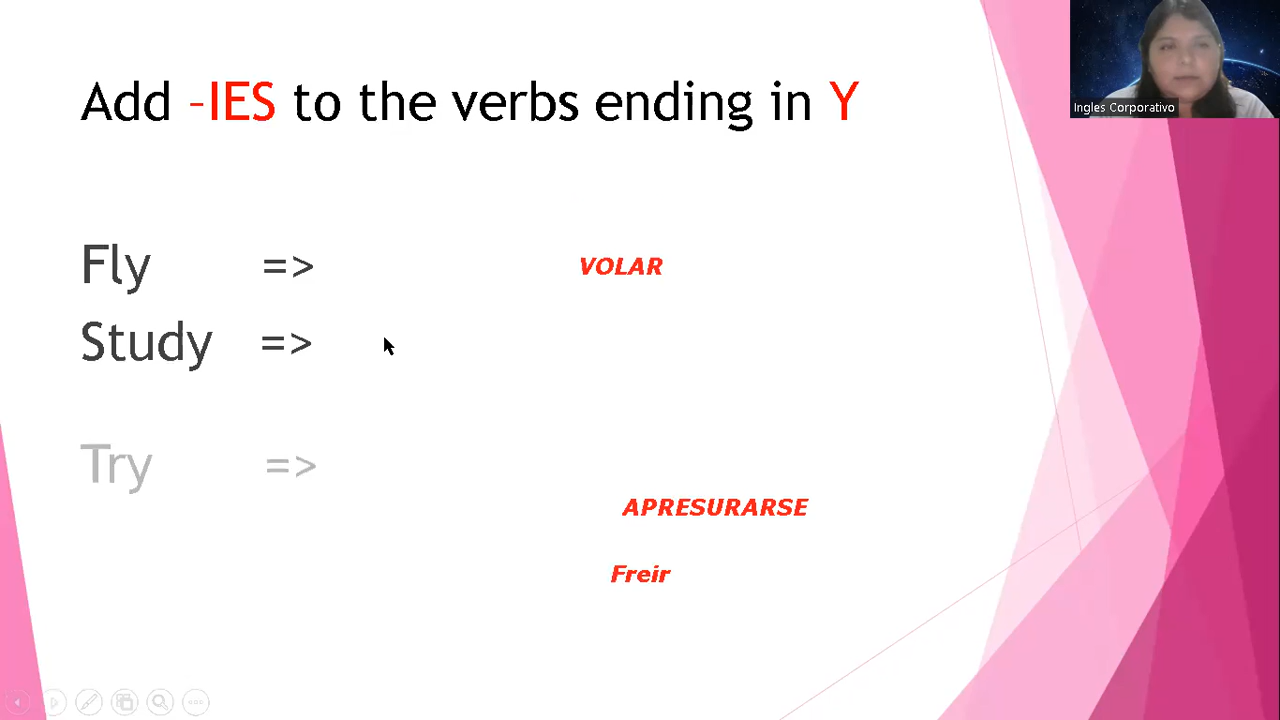 Add –IES to the verbs ending in Y
Ingles Corporativo
Fly =>
VOLAR
Study =>
Try =>
APRESURARSE
Freir